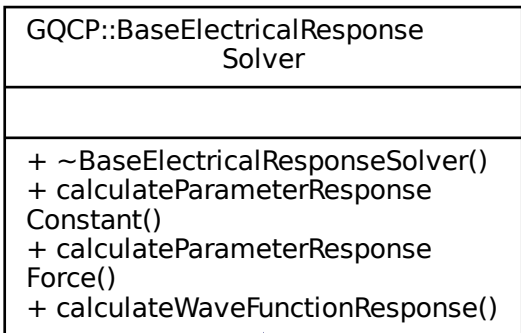 GQCP::BaseElectricalResponse
Solver
+ ~BaseElectricalResponseSolver()
+ calculateParameterResponse
Constant()
+ calculateParameterResponse
Force()
+ calculateWaveFunctionResponse()